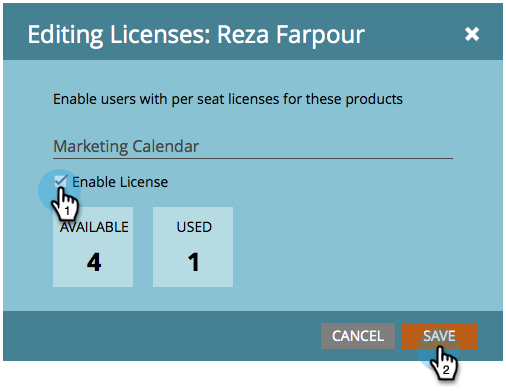 Editing Licenses: Reza Farpour
Enable users with per seat licenses for these products
Marketing Calendar
Enable License
1
AVAILABLE USED
4 1
CANCEL SAVE
2